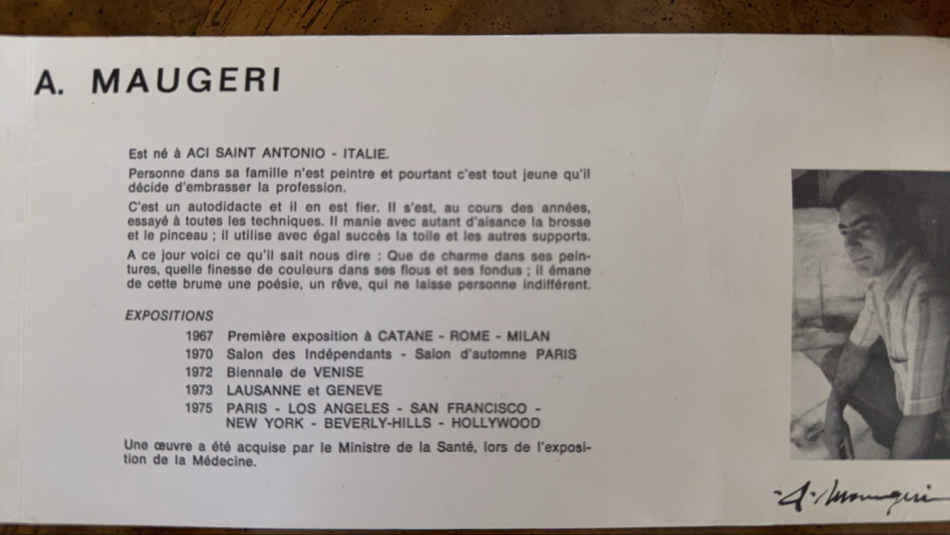 A. MAUGERI
Est né à ACI SAINT ANTONIO - ITALIE.
Personne dans sa famille n'est peintre et pourtant c'est tout jeune qu'il
décide d'embrasser la profession.
C'est un autodidacte et il en est fier. Il s'est, au cours des années,
essayé à toutes les techniques. Il manie avec autant d'aisance la brosse
et le pinceau ; il utilise avec égal succès la toile et les autres supports.
A ce jour voici ce qu'il sait nous dire : Que de charme dans ses pein-
tures, quelle finesse de couleurs dans ses flous et ses fondus ; il émane
de cette brume une poésie, un rêve, qui ne laisse personne indifférent.
EXPOSITIONS
1967 Première exposition à CATANE - ROME - MILAN
1970 Salon des Indépendants - Salon d'automne PARIS
1972 Biennale de VENISE
1973 LAUSANNE et GENEVE
1975 PARIS - LOS ANGELES - SAN FRANCISCO -
NEW YORK - BEVERLY-HILLS - HOLLYWOOD
Une œuvre a été acquise par le Ministre de la Santé, lors de l'exposi-
tion de la Médecine.
A. Maugeri